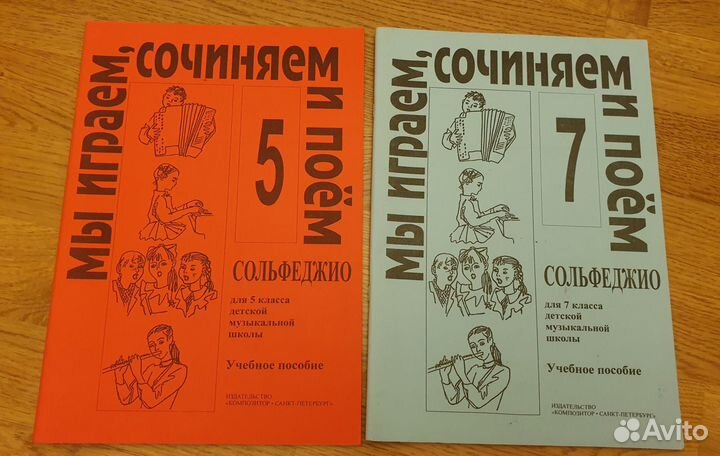 МЫ ИГРАЕМ, СОЧИНЯЕМ И ПОЁМ
5
СОЛЬФЕДЖИО
для 5 класса
детской
музыкальной
школы
Учебное пособие
ИЗДАТЕЛЬСТВО
«КОМПОЗИТОР • САНКТ-ПЕТЕРБУРГ»
МЫ ИГРАЕМ, СОЧИНЯЕМ И ПОЁМ
7
СОЛЬФЕДЖИО
для 7 класса
детской
музыкальной
школы
Учебное пособие
ИЗДАТЕЛЬСТВО
«КОМПОЗИТОР • САНКТ-ПЕТЕРБУРГ»
Avito